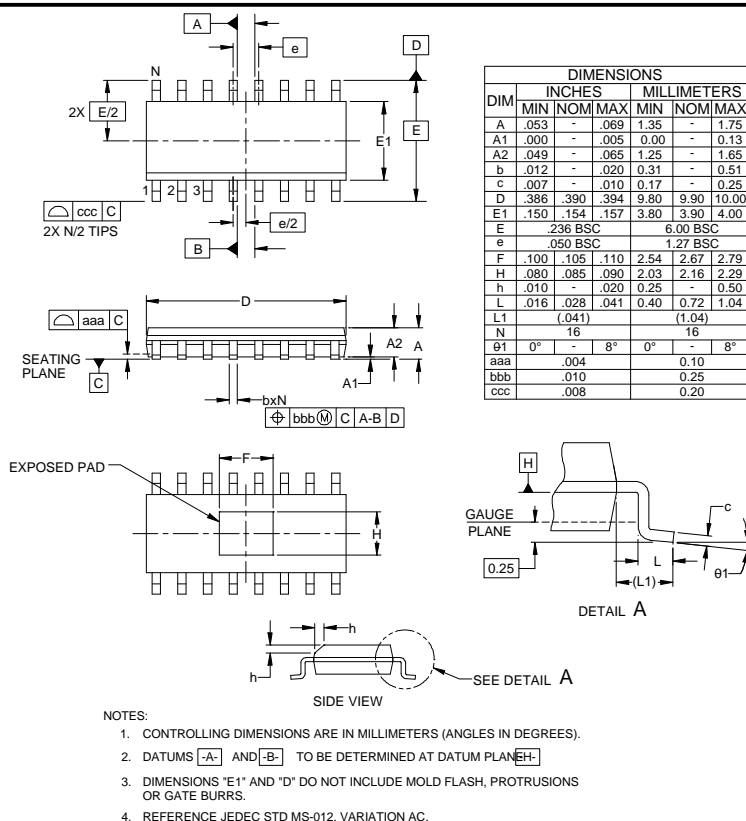 A
e
D
N
2X E/2
E1
E
1 2 3
ccc C
2X N/2 TIPS
e/2
B
DIMENSIONS
DIM INCHES MILLIMETERS
MIN NOM MAX MIN NOM MAX
A .053 - .069 1.35 - 1.75
A1 .000 - .005 0.00 - 0.13
A2 .049 - .065 1.25 - 1.65
b .012 - .020 0.31 - 0.51
c .007 - .010 0.17 - 0.25
D .386 .390 .394 9.80 9.90 10.00
E1 .150 .154 .157 3.80 3.90 4.00
E .236 BSC 6.00 BSC
e .050 BSC 1.27 BSC
F .100 .105 .110 2.54 2.67 2.79
H .080 .085 .090 2.03 2.16 2.29
h .010 - .020 0.25 - 0.50
L .016 .028 .041 0.40 0.72 1.04
L1 (.041) (1.04)
N 16 16
θ1 0° - 8° 0° - 8°
aaa .004 0.10
bbb .010 0.25
ccc .008 0.20
D
aaa C
A2 A
SEATING
PLANE
C
A1
bxN
⌖ bbb Ⓜ C A-B D
EXPOSED PAD
F
H
H
GAUGE
PLANE
0.25
c
L
(L1)
θ1
DETAIL A
h
h
SEE DETAIL A
SIDE VIEW
NOTES:
1. CONTROLLING DIMENSIONS ARE IN MILLIMETERS (ANGLES IN DEGREES).
2. DATUMS -A- AND -B- TO BE DETERMINED AT DATUM PLANE -H-
3. DIMENSIONS "E1" AND "D" DO NOT INCLUDE MOLD FLASH, PROTRUSIONS
OR GATE BURRS.
4. REFERENCE JEDEC STD MS-012, VARIATION AC.